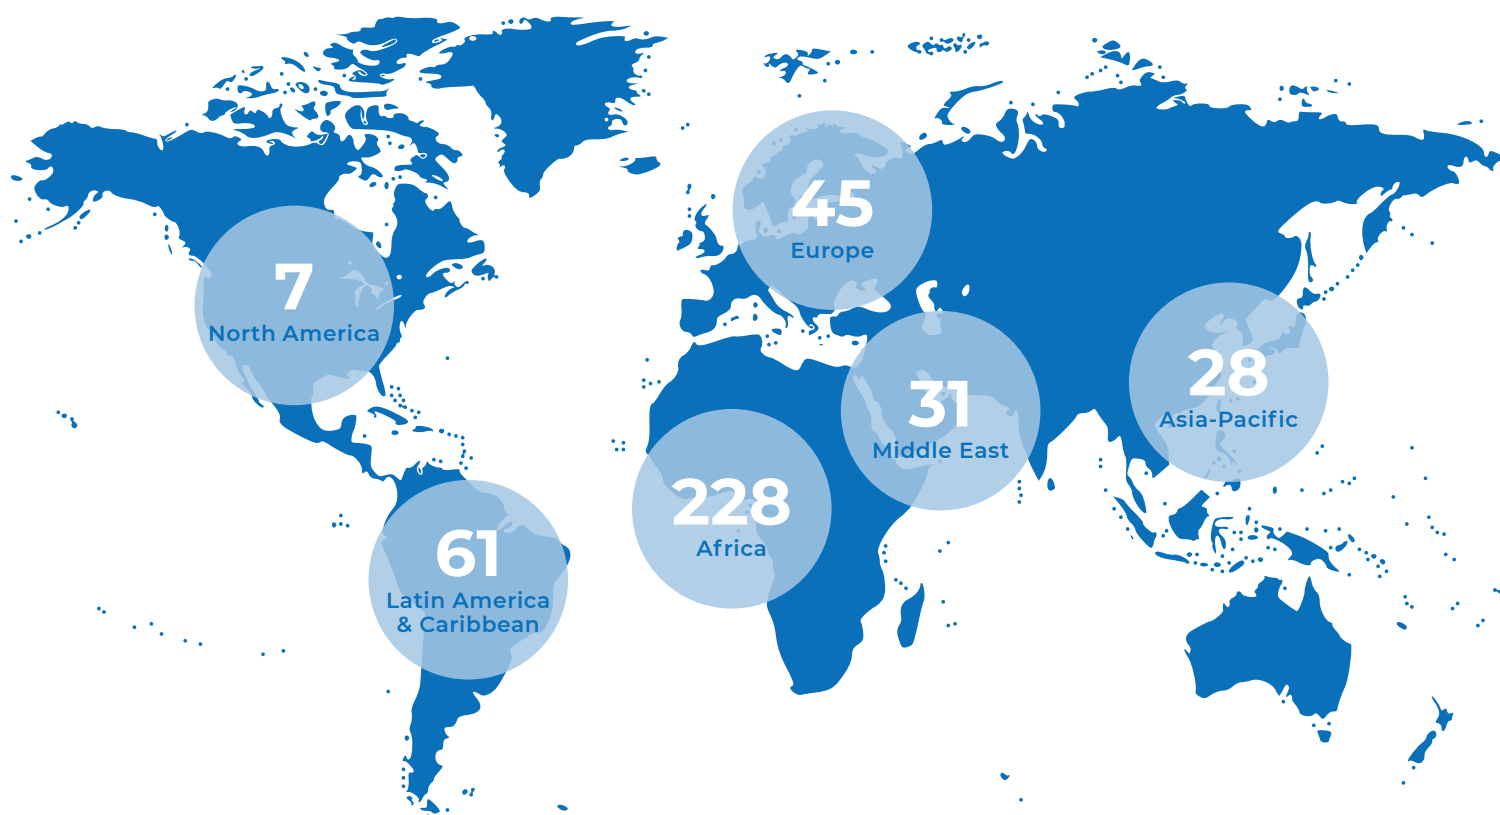 45
Europe
7
North America
28
Asia-Pacific
31
Middle East
228
Africa
61
Latin America
& Caribbean